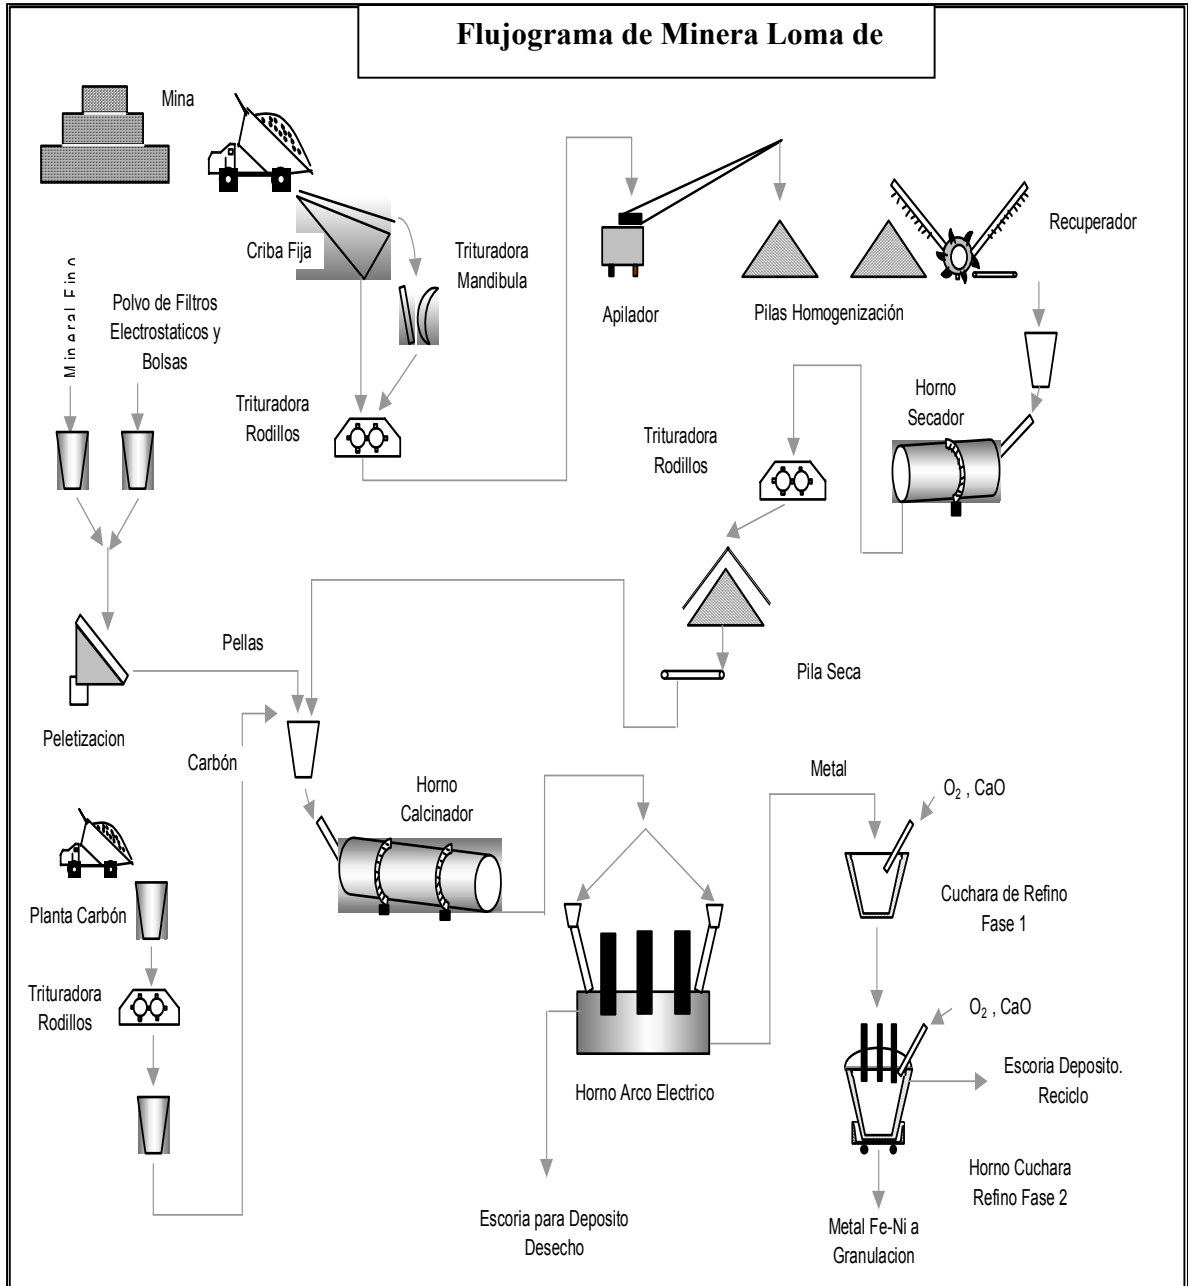 Flujograma de Minera Loma de
Mina
Criba Fija
Trituradora
Mandibula
Apilador
Pilas Homogenización
Recuperador
Mineral Fino
Polvo de Filtros
Electrostaticos y
Bolsas
Trituradora
Rodillos
Trituradora
Rodillos
Horno
Secador
Pellas
Pila Seca
Peletizacion
Carbón
Horno
Calcinador
Metal
O2 , CaO
Cuchara de Refino
Fase 1
Planta Carbón
Trituradora
Rodillos
Horno Arco Electrico
O2 , CaO
Escoria Deposito.
Reciclo
Horno Cuchara
Refino Fase 2
Escoria para Deposito
Desecho
Metal Fe-Ni a
Granulacion